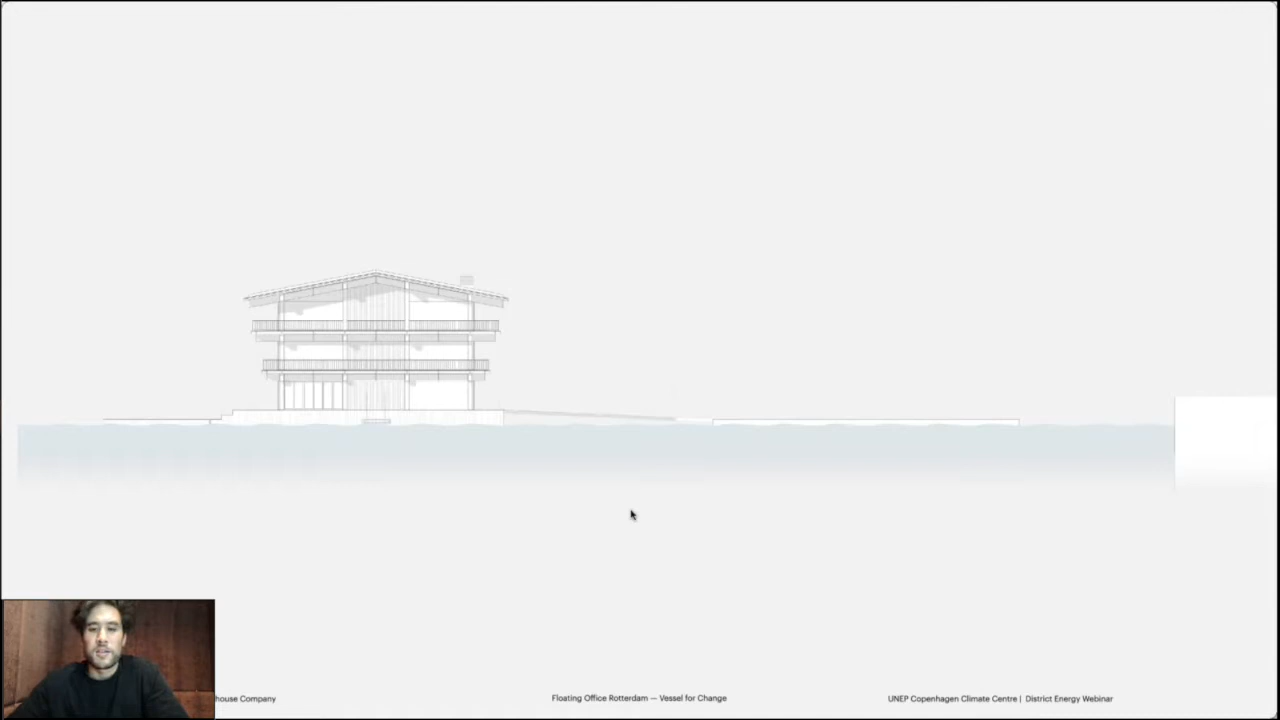 house Company
Floating Office Rotterdam — Vessel for Change
UNEP Copenhagen Climate Centre | District Energy Webinar